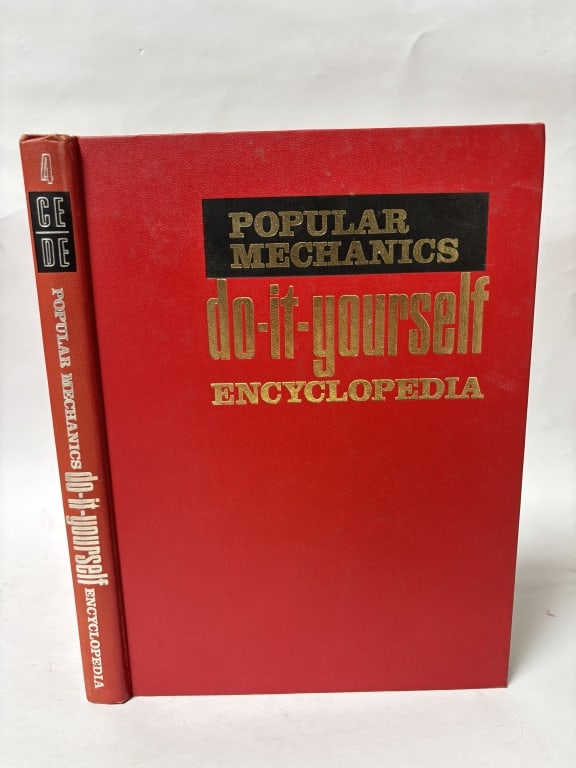 4
CE
DE
POPULAR MECHANICS do-it-yourself ENCYCLOPEDIA
POPULAR
MECHANICS
do-it-yourself
ENCYCLOPEDIA